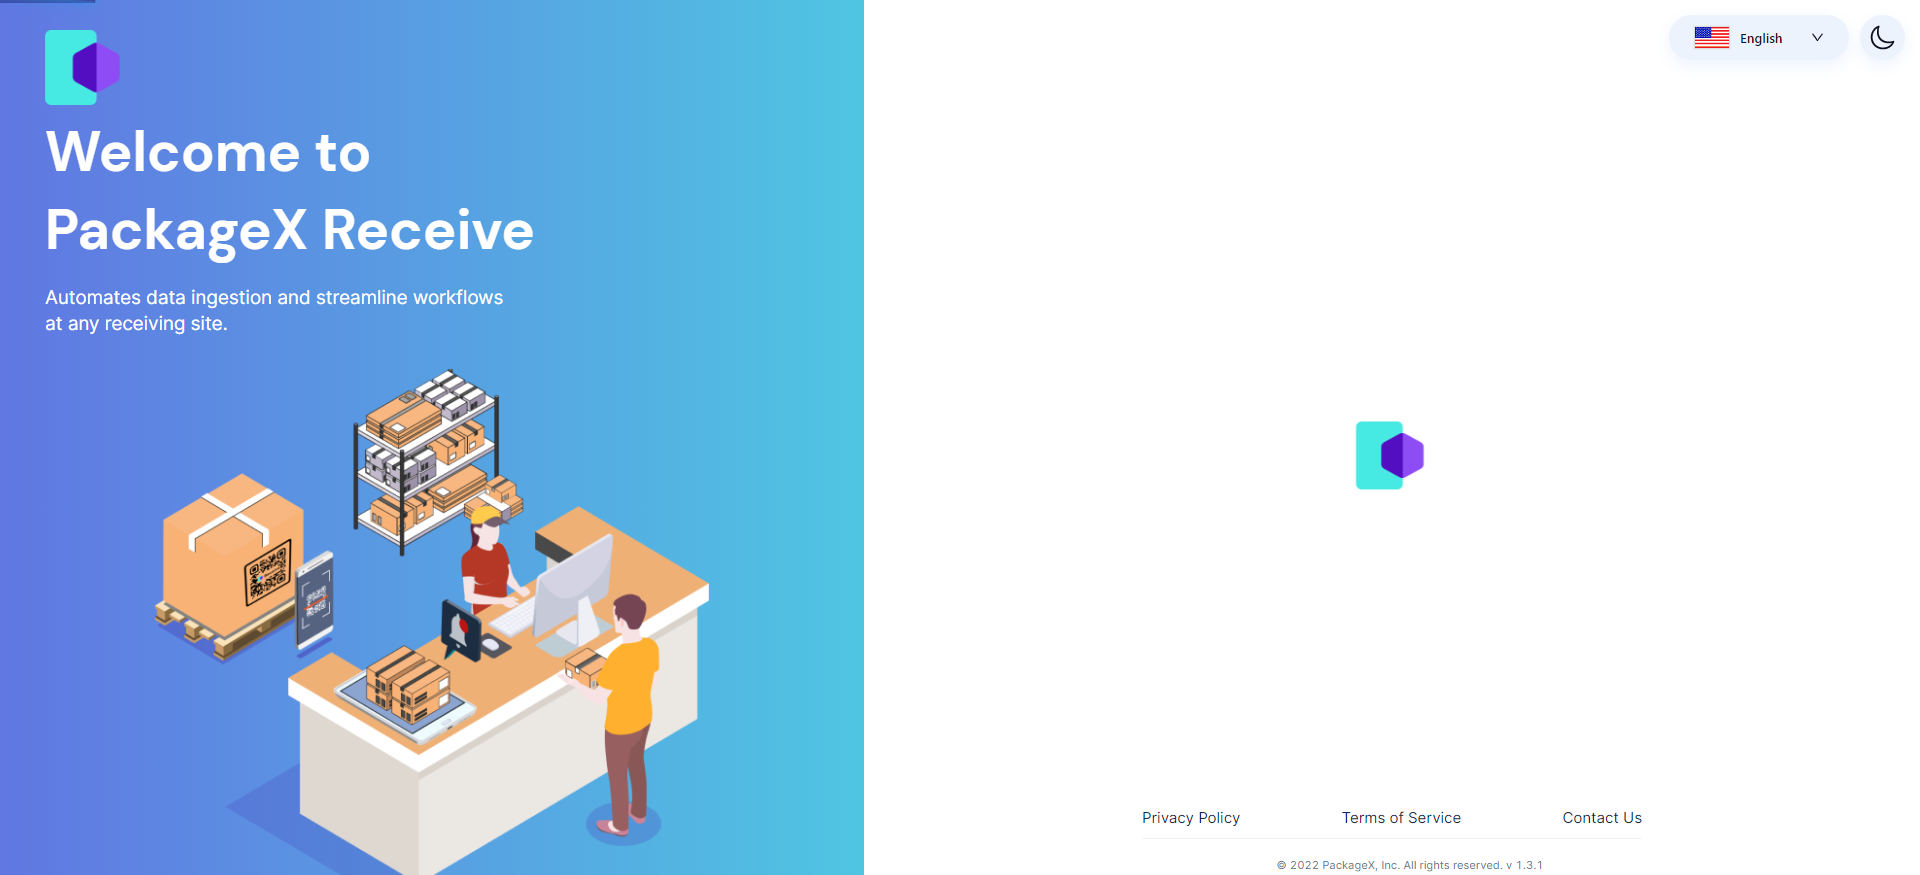 Welcome to
PackageX Receive
Automates data ingestion and streamline workflows
at any receiving site.
English
Privacy Policy
Terms of Service
Contact Us
© 2022 PackageX, Inc. All rights reserved. v 1.3.1